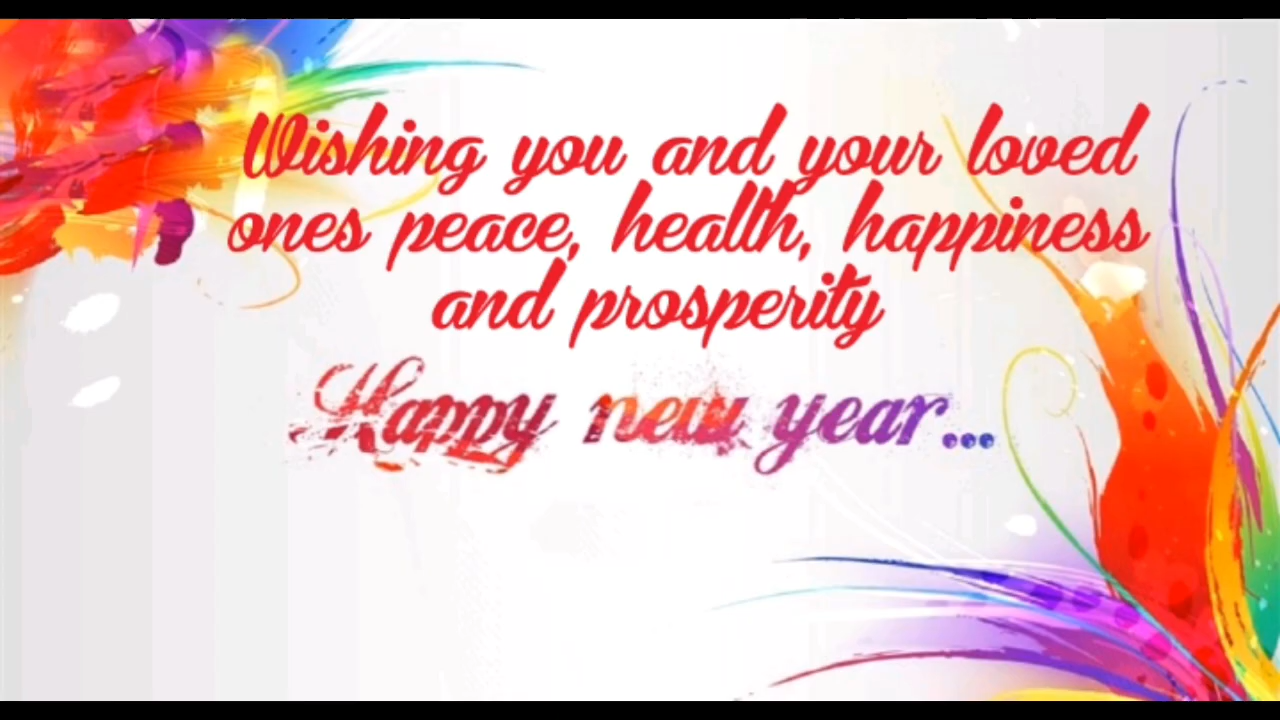 Wishing you and your loved
ones peace, health, happiness
and prosperity
Happy new year...